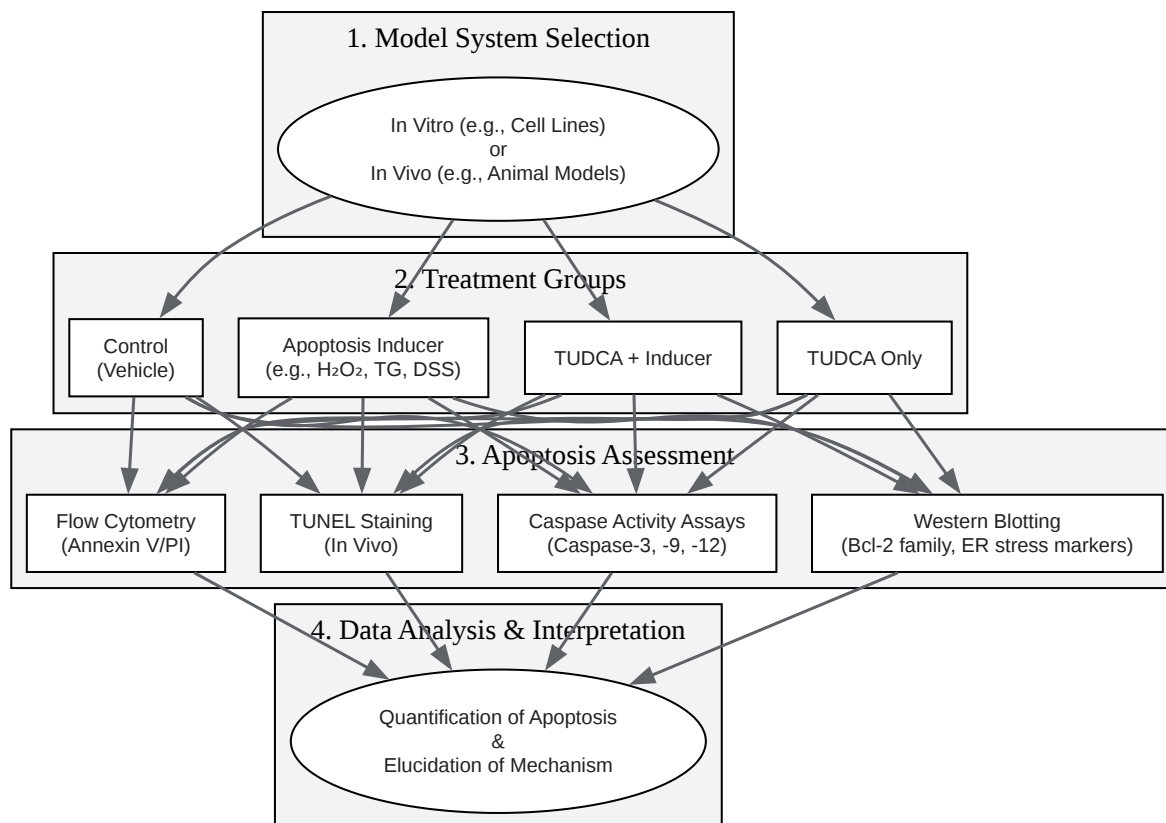 1. Model System Selection
In Vitro (e.g., Cell Lines)
or
In Vivo (e.g., Animal Models)
2. Treatment Groups
Control
(Vehicle)
Apoptosis Inducer
(e.g., H₂O₂, TG, DSS)
TUDCA + Inducer
TUDCA Only
3. Apoptosis Assessment
Flow Cytometry
(Annexin V/PI)
TUNEL Staining
(In Vivo)
Caspase Activity Assays
(Caspase-3, -9, -12)
Western Blotting
(Bcl-2 family, ER stress markers)
4. Data Analysis & Interpretation
Quantification of Apoptosis
&
Elucidation of Mechanism